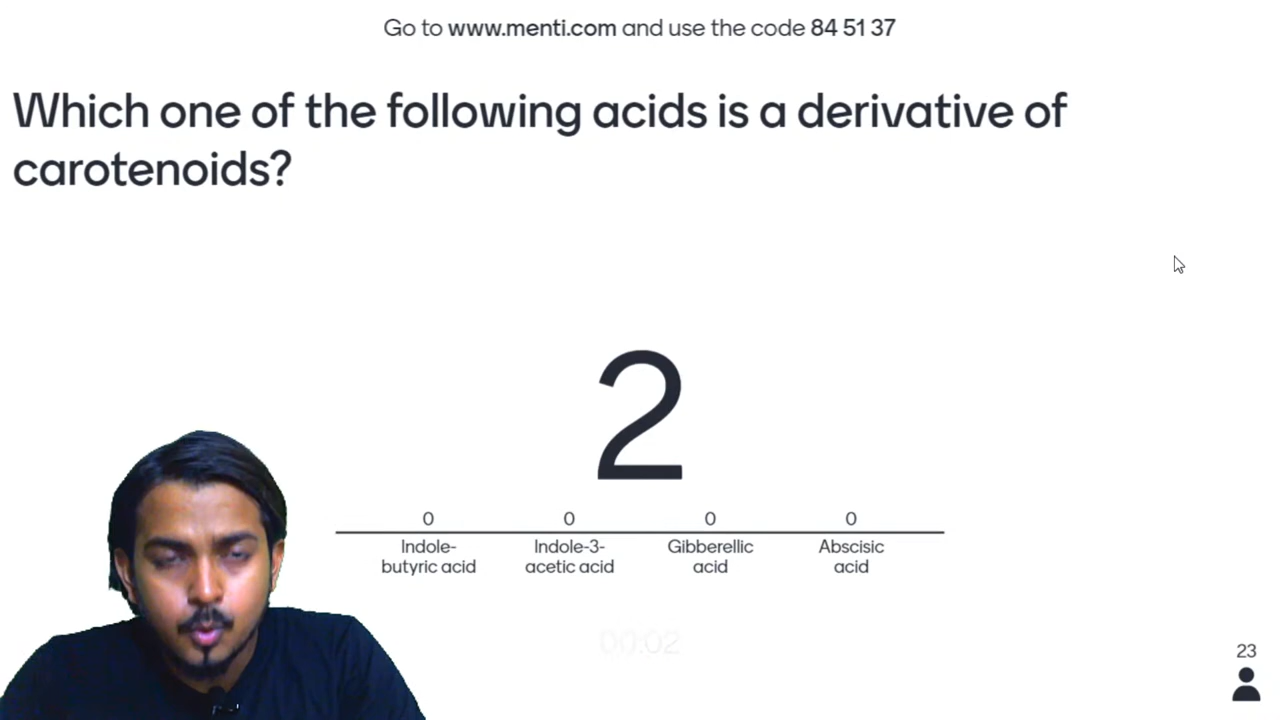 Go to www.menti.com and use the code 84 51 37
Which one of the following acids is a derivative of
carotenoids?
2
0 0 0 0
Indole- Indole-3- Gibberellic Abscisic
butyric acid acetic acid acid acid
00:02
23